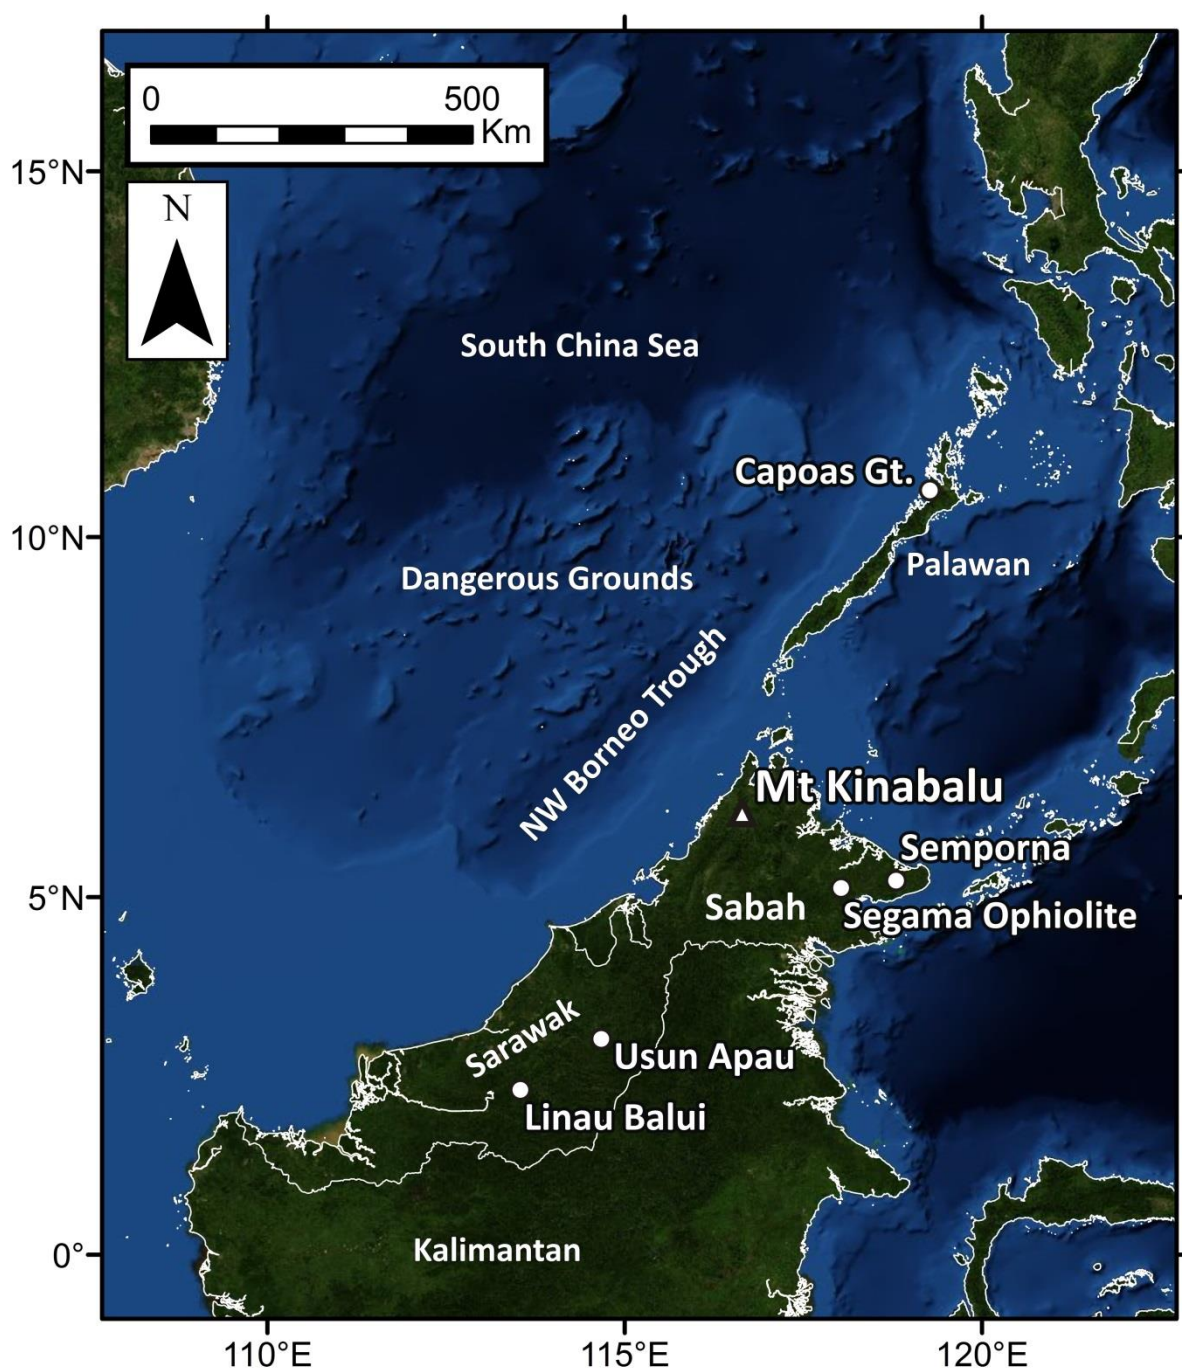 0 500
Km
15°N
N
South China Sea
Capoas Gt.
10°N
Dangerous Grounds
Palawan
NW Borneo Trough
Mt Kinabalu
Semporna
5°N
Sabah
Segama Ophiolite
Sarawak
Usun Apau
Linau Balui
0°
Kalimantan
110°E 115°E 120°E